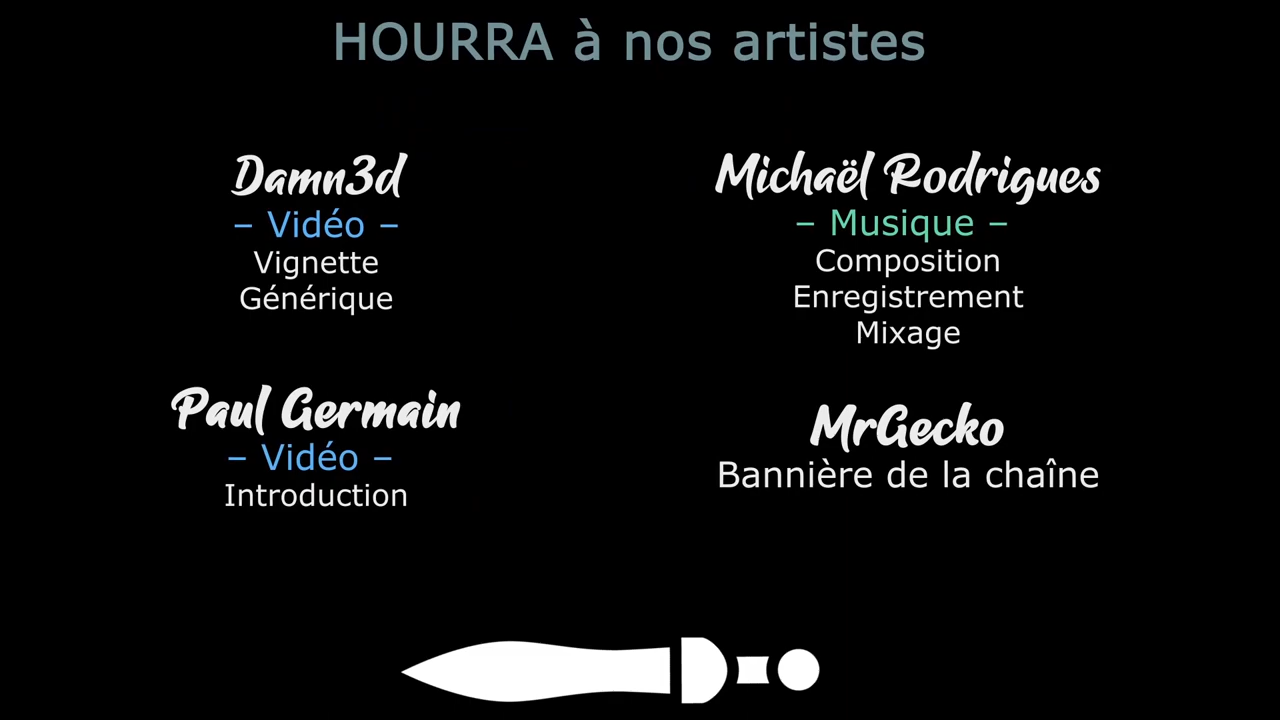 HOURRA à nos artistes
Damn3d
– Vidéo –
Vignette
Générique
Michaël Rodrigues
– Musique –
Composition
Enregistrement
Mixage
Paul Germain
– Vidéo –
Introduction
MrGecko
Bannière de la chaîne